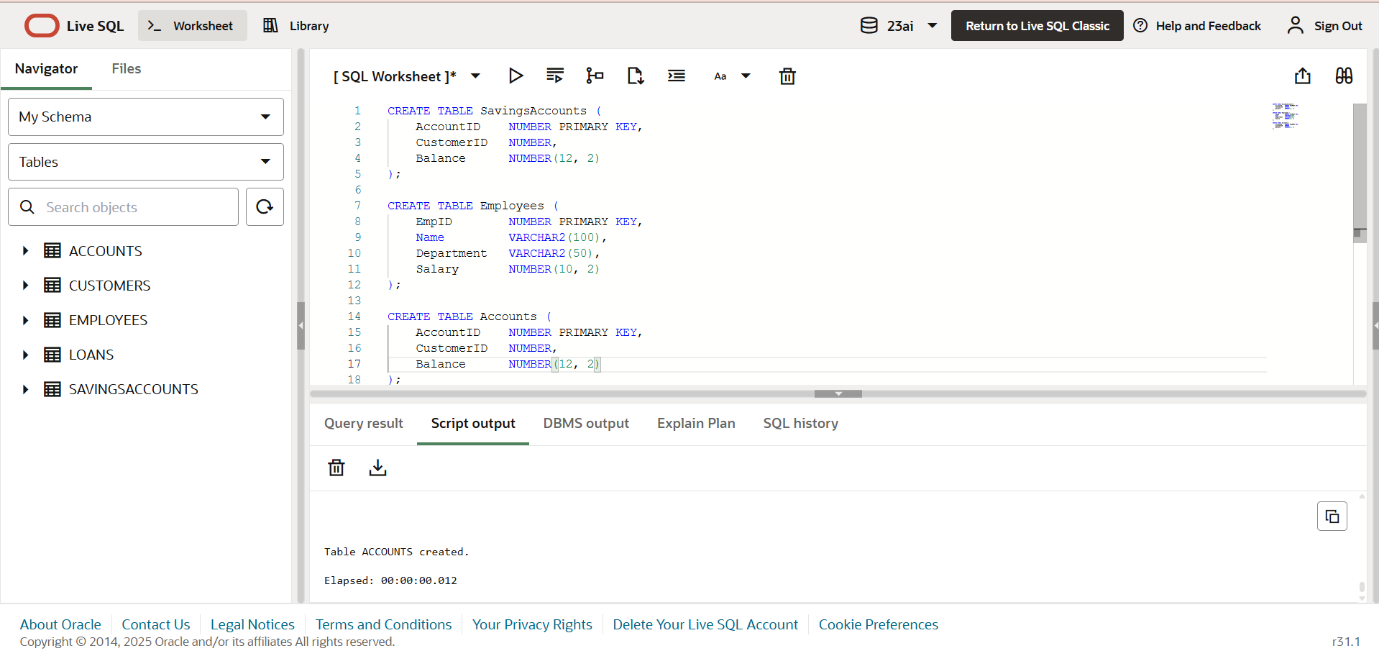 Live SQL >_ Worksheet Library 23ai Return to Live SQL Classic Help and Feedback Sign Out
Navigator Files
My Schema
Tables
Search objects
ACCOUNTS
CUSTOMERS
EMPLOYEES
LOANS
SAVINGSACCOUNTS
[ SQL Worksheet ]* Aa
1 CREATE TABLE SavingsAccounts (
2 AccountID NUMBER PRIMARY KEY,
3 CustomerID NUMBER,
4 Balance NUMBER(12, 2)
5 );
6
7 CREATE TABLE Employees (
8 EmpID NUMBER PRIMARY KEY,
9 Name VARCHAR2(100),
10 Department VARCHAR2(50),
11 Salary NUMBER(10, 2)
12 );
13
14 CREATE TABLE Accounts (
15 AccountID NUMBER PRIMARY KEY,
16 CustomerID NUMBER,
17 Balance NUMBER(12, 2)
18 );
Query result Script output DBMS output Explain Plan SQL history
Table ACCOUNTS created.
Elapsed: 00:00:00.012
About Oracle Contact Us Legal Notices Terms and Conditions Your Privacy Rights Delete Your Live SQL Account Cookie Preferences
Copyright © 2014, 2025 Oracle and/or its affiliates All rights reserved. r31.1